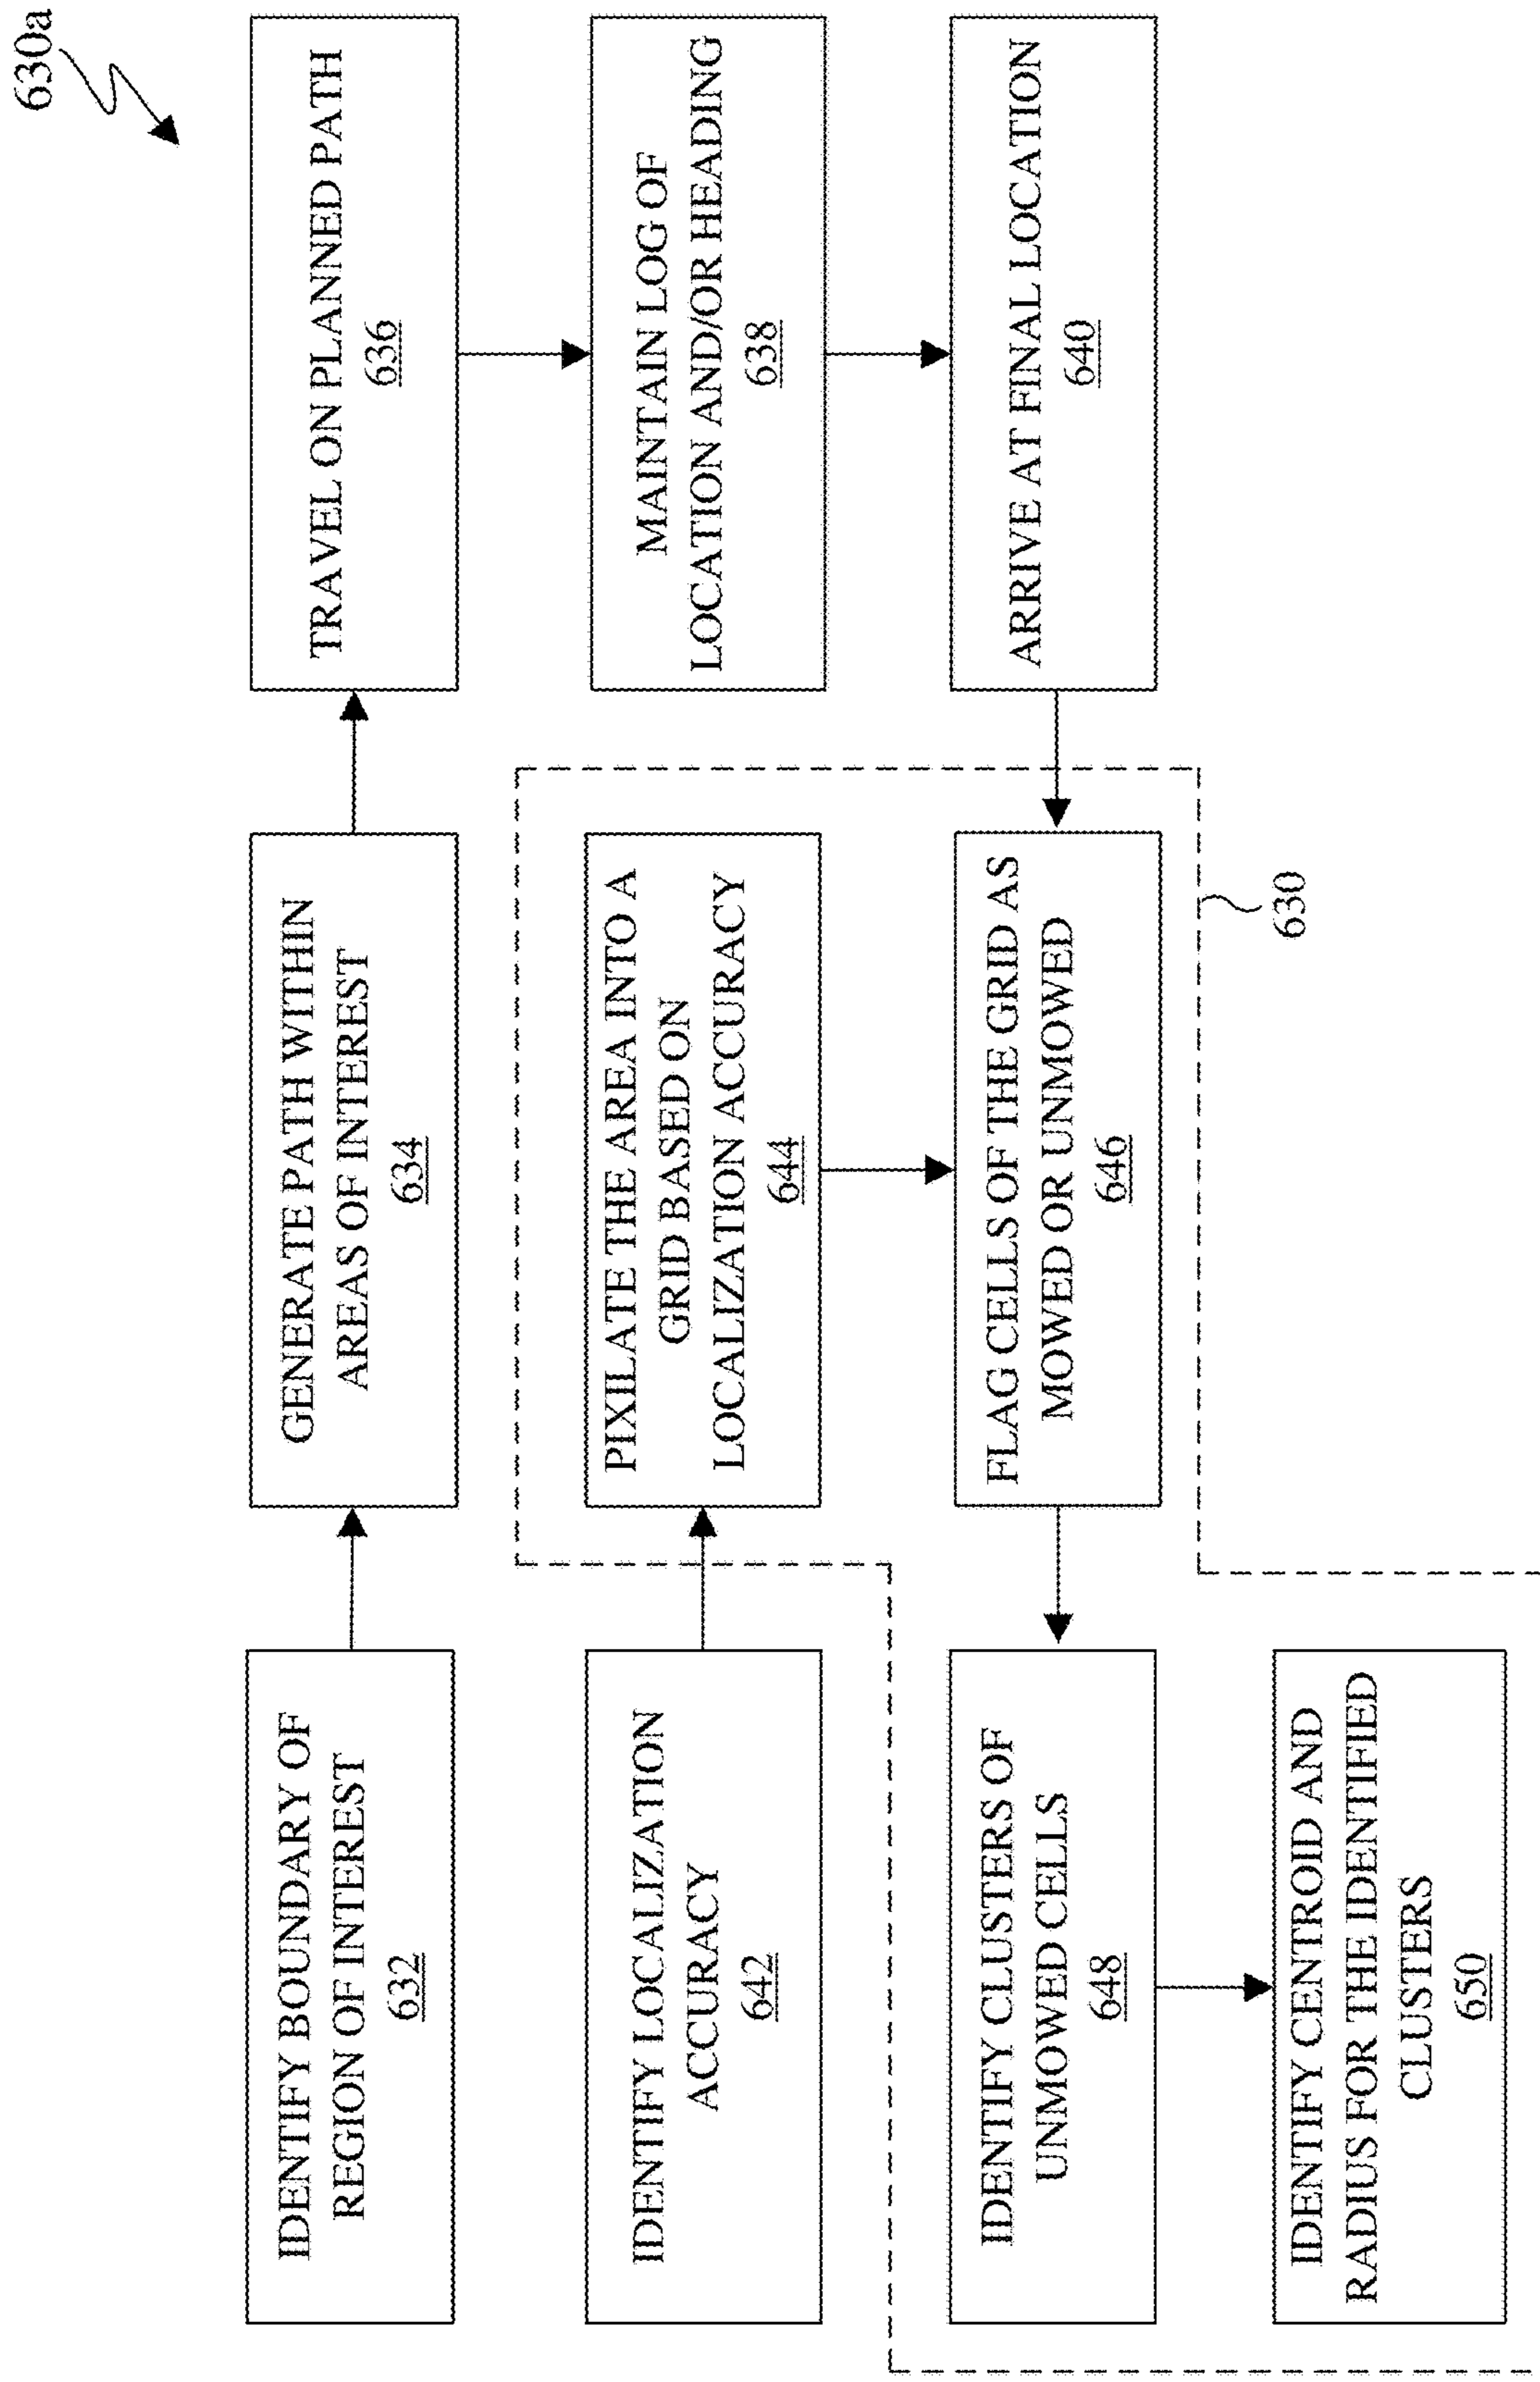 630a
IDENTIFY BOUNDARY OF
REGION OF INTEREST
632
GENERATE PATH WITHIN
AREAS OF INTEREST
634
TRAVEL ON PLANNED PATH
636
IDENTIFY LOCALIZATION
ACCURACY
642
PIXILATE THE AREA INTO A
GRID BASED ON
LOCALIZATION ACCURACY
644
MAINTAIN LOG OF
LOCATION AND/OR HEADING
638
IDENTIFY CLUSTERS OF
UNMOWED CELLS
648
FLAG CELLS OF THE GRID AS
MOWED OR UNMOWED
646
ARRIVE AT FINAL LOCATION
640
630
IDENTIFY CENTROID AND
RADIUS FOR THE IDENTIFIED
CLUSTERS
650